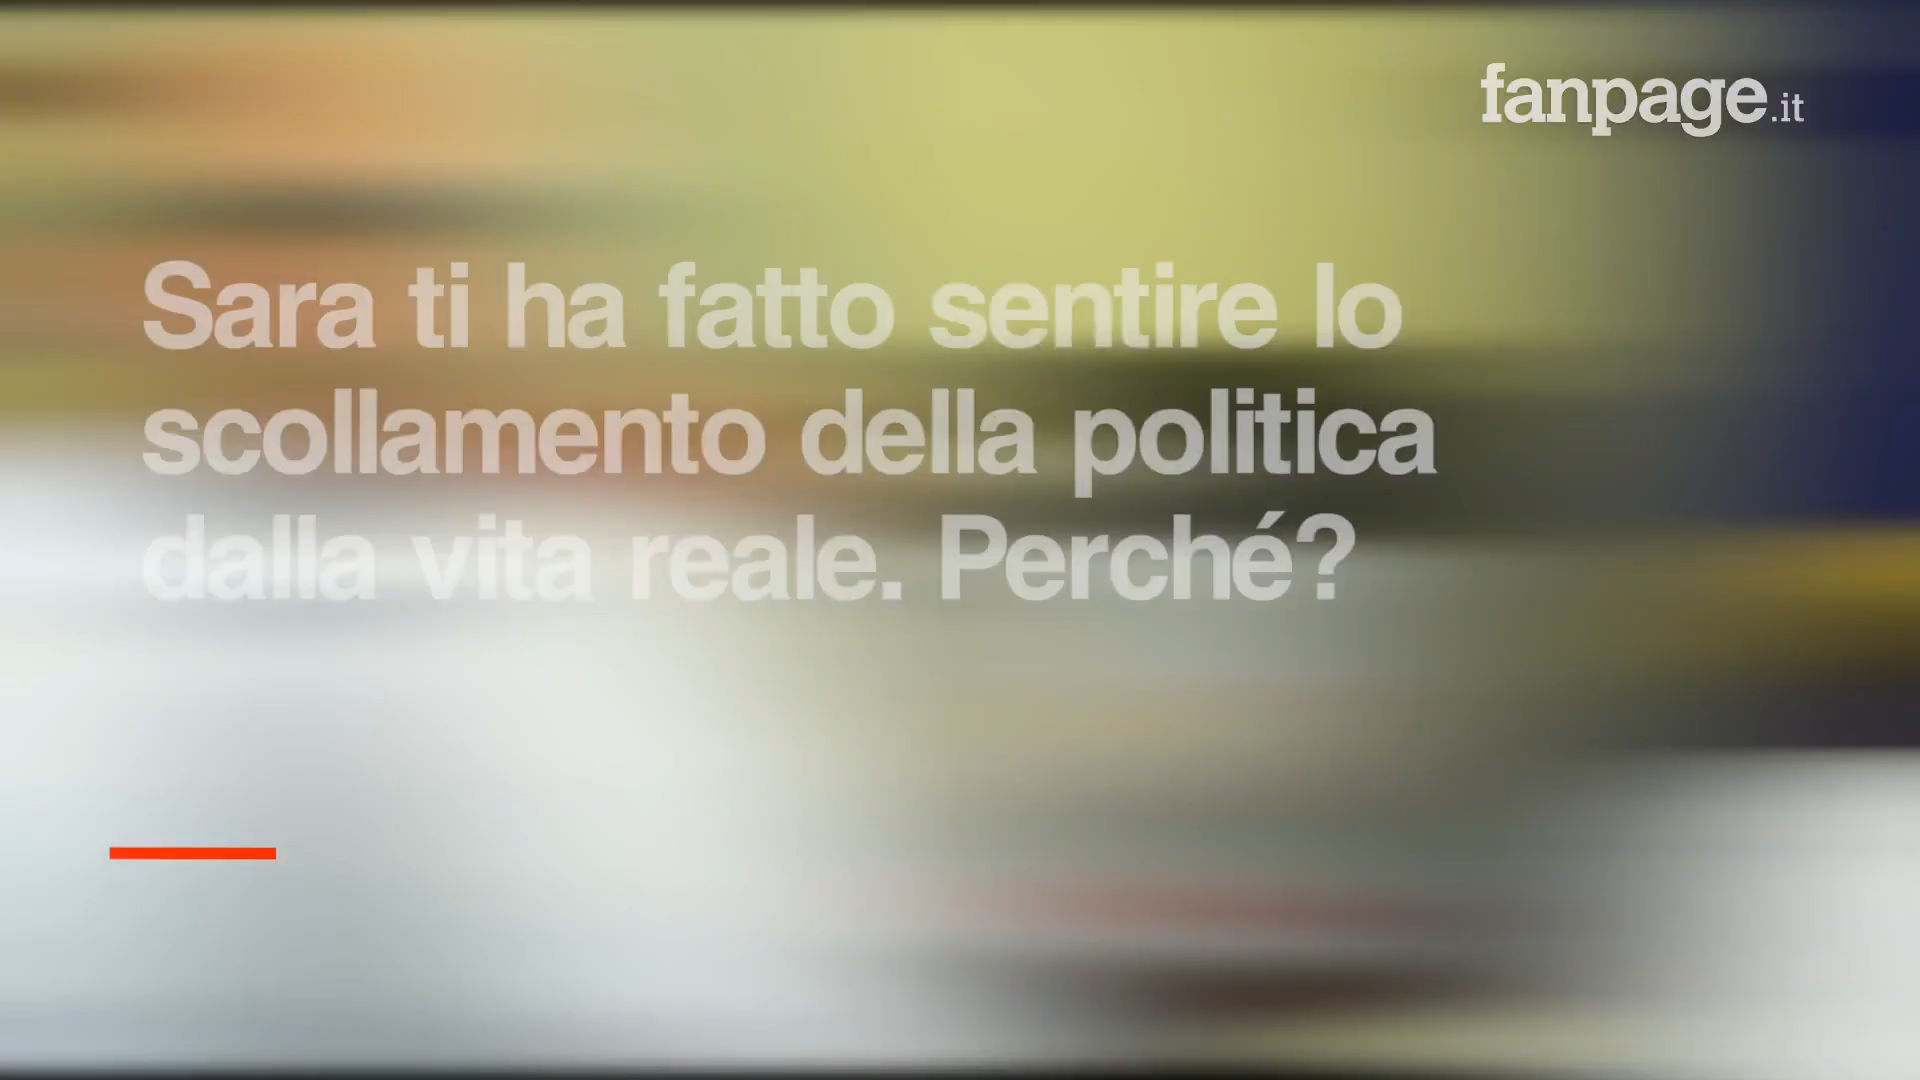 fanpage.it
Sara ti ha fatto sentire lo
scollamento della politica
dalla vita reale. Perché?